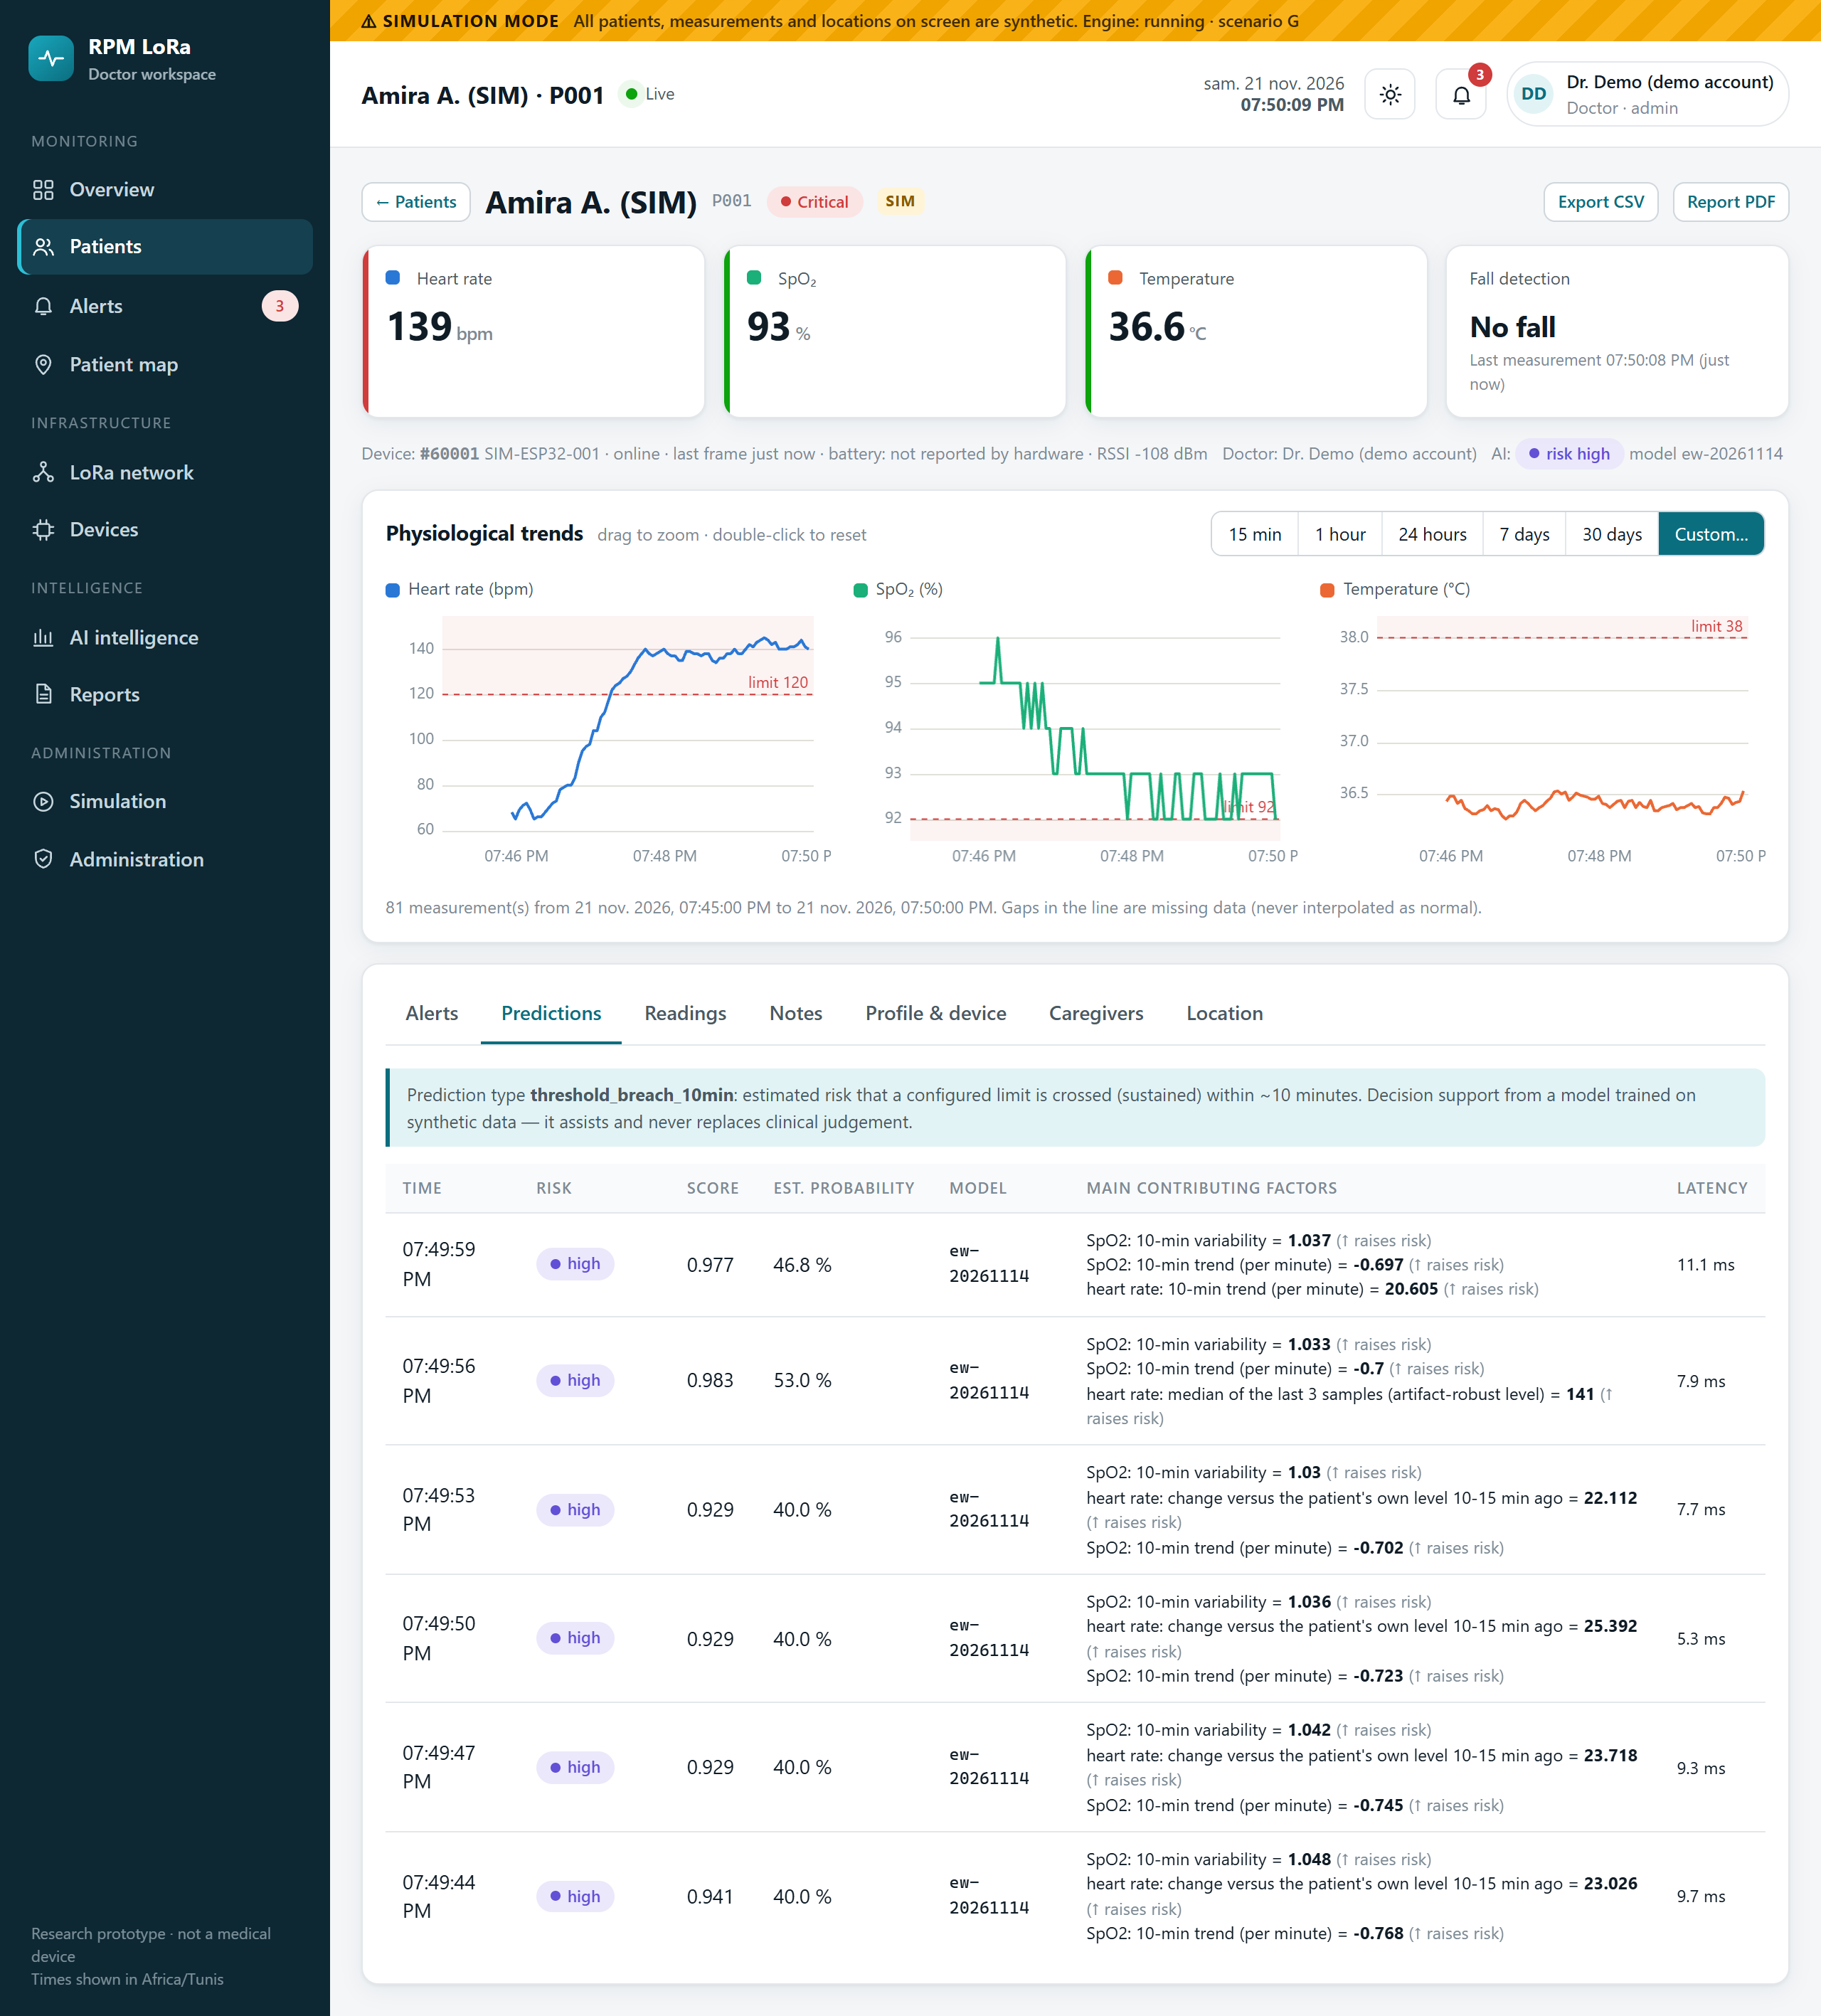 RPM LoRa
Doctor workspace
MONITORING
Overview
Patients
Alerts
3
Patient map
INFRASTRUCTURE
LoRa network
Devices
INTELLIGENCE
AI intelligence
Reports
ADMINISTRATION
Simulation
Administration
Research prototype · not a medical
device
Times shown in Africa/Tunis
⚠ SIMULATION MODE All patients, measurements and locations on screen are synthetic. Engine: running · scenario G
Amira A. (SIM) · P001
Live
sam. 21 nov. 2026
07:50:09 PM
3
DD
Dr. Demo (demo account)
Doctor · admin
← Patients
Amira A. (SIM)
P001
Critical
SIM
Export CSV
Report PDF
Heart rate
139 bpm
SpO₂
93 %
Temperature
36.6 °C
Fall detection
No fall
Last measurement 07:50:08 PM (just
now)
Device: #60001 SIM-ESP32-001 · online · last frame just now · battery: not reported by hardware · RSSI -108 dBm Doctor: Dr. Demo (demo account) AI: risk high model ew-20261114
Physiological trends drag to zoom · double-click to reset
15 min
1 hour
24 hours
7 days
30 days
Custom...
Heart rate (bpm)
140
120
100
80
60
limit 120
07:46 PM
07:48 PM
07:50 P
SpO₂ (%)
96
95
94
93
92
limit 92
07:46 PM
07:48 PM
07:50 P
Temperature (°C)
38.0
37.5
37.0
36.5
limit 38
07:46 PM
07:48 PM
07:50 P
81 measurement(s) from 21 nov. 2026, 07:45:00 PM to 21 nov. 2026, 07:50:00 PM. Gaps in the line are missing data (never interpolated as normal).
Alerts
Predictions
Readings
Notes
Profile & device
Caregivers
Location
Prediction type threshold_breach_10min: estimated risk that a configured limit is crossed (sustained) within ~10 minutes. Decision support from a model trained on
synthetic data — it assists and never replaces clinical judgement.
TIME RISK SCORE EST. PROBABILITY MODEL MAIN CONTRIBUTING FACTORS LATENCY
07:49:59
PM
high
0.977
46.8 %
ew-
20261114
SpO2: 10-min variability = 1.037 (↑ raises risk)
SpO2: 10-min trend (per minute) = -0.697 (↑ raises risk)
heart rate: 10-min trend (per minute) = 20.605 (↑ raises risk)
11.1 ms
07:49:56
PM
high
0.983
53.0 %
ew-
20261114
SpO2: 10-min variability = 1.033 (↑ raises risk)
SpO2: 10-min trend (per minute) = -0.7 (↑ raises risk)
heart rate: median of the last 3 samples (artifact-robust level) = 141 (↑
raises risk)
7.9 ms
07:49:53
PM
high
0.929
40.0 %
ew-
20261114
SpO2: 10-min variability = 1.03 (↑ raises risk)
heart rate: change versus the patient's own level 10-15 min ago = 22.112
(↑ raises risk)
SpO2: 10-min trend (per minute) = -0.702 (↑ raises risk)
7.7 ms
07:49:50
PM
high
0.929
40.0 %
ew-
20261114
SpO2: 10-min variability = 1.036 (↑ raises risk)
heart rate: change versus the patient's own level 10-15 min ago = 25.392
(↑ raises risk)
SpO2: 10-min trend (per minute) = -0.723 (↑ raises risk)
5.3 ms
07:49:47
PM
high
0.929
40.0 %
ew-
20261114
SpO2: 10-min variability = 1.042 (↑ raises risk)
heart rate: change versus the patient's own level 10-15 min ago = 23.718
(↑ raises risk)
SpO2: 10-min trend (per minute) = -0.745 (↑ raises risk)
9.3 ms
07:49:44
PM
high
0.941
40.0 %
ew-
20261114
SpO2: 10-min variability = 1.048 (↑ raises risk)
heart rate: change versus the patient's own level 10-15 min ago = 23.026
(↑ raises risk)
SpO2: 10-min trend (per minute) = -0.768 (↑ raises risk)
9.7 ms